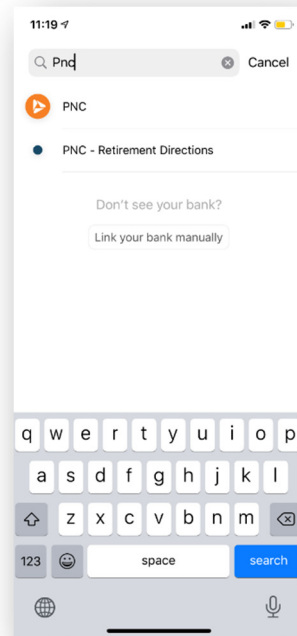 11:19
Pnc
Cancel
PNC
PNC - Retirement Directions
Don't see your bank?
Link your bank manually
q w e r t y u i o p
a s d f g h j k l
z x c v b n m
123
space
search